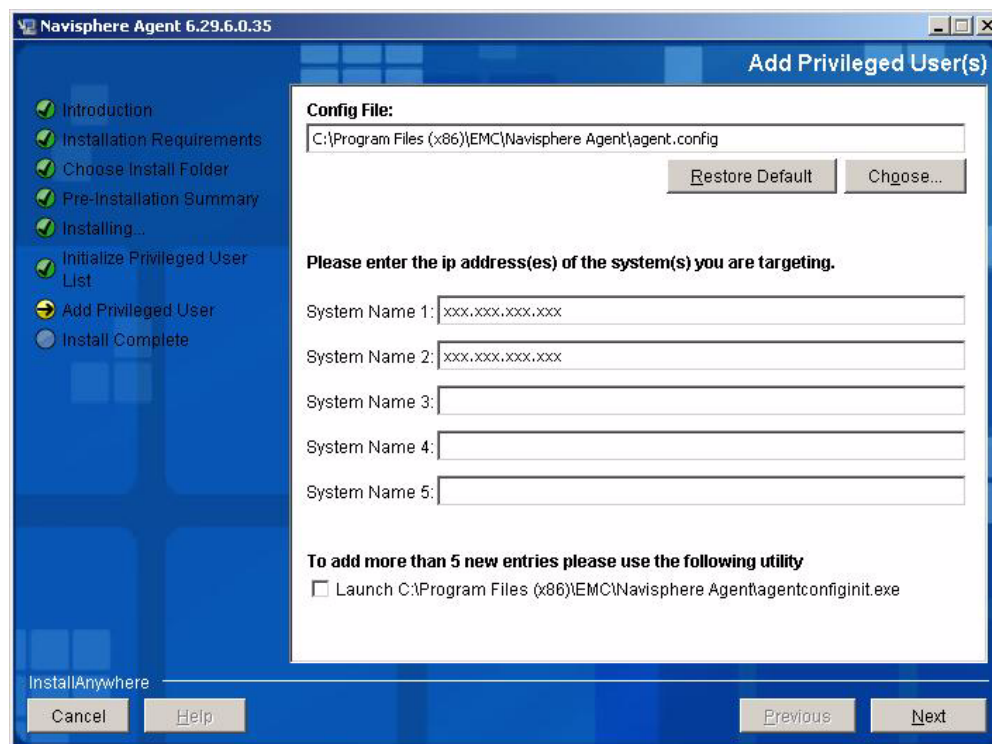 Navisphere Agent 6.29.6.0.35
Add Privileged User(s)
Introduction
Installation Requirements
Choose Install Folder
Pre-Installation Summary
Installing...
Initialize Privileged User
List
Add Privileged User
Install Complete
Config File:
C:\Program Files (x86)\EMC\Navisphere Agent\agent.config
Restore Default
Choose...
Please enter the ip address(es) of the system(s) you are targeting.
System Name 1: xxx.xxx.xxx.xxx
System Name 2: xxx.xxx.xxx.xxx
System Name 3:
System Name 4:
System Name 5:
To add more than 5 new entries please use the following utility
Launch C:\Program Files (x86)\EMC\Navisphere Agent\agentconfiginit.exe
InstallAnywhere
Cancel
Help
Previous
Next